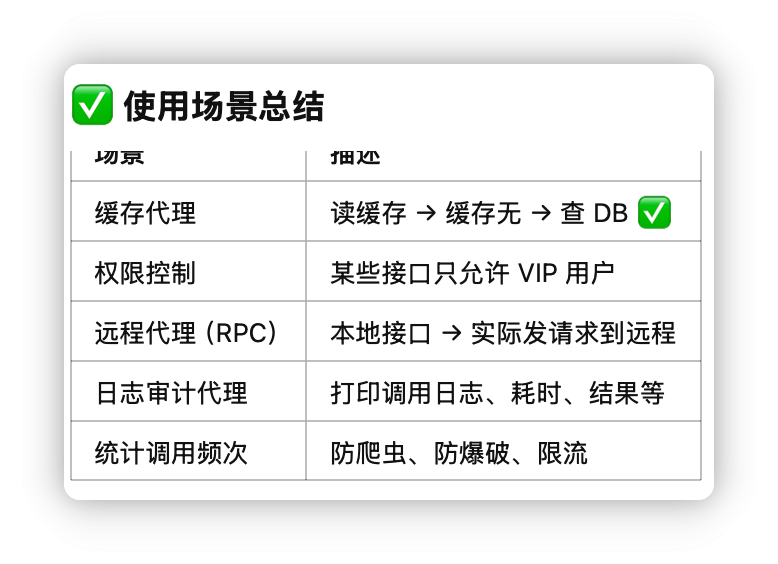 ✅ 使用场景总结
场景 描述
缓存代理 读缓存 → 缓存无 → 查 DB ✅
权限控制 某些接口只允许 VIP 用户
远程代理（RPC） 本地接口 → 实际发请求到远程
日志审计代理 打印调用日志、耗时、结果等
统计调用频次 防爬虫、防爆破、限流